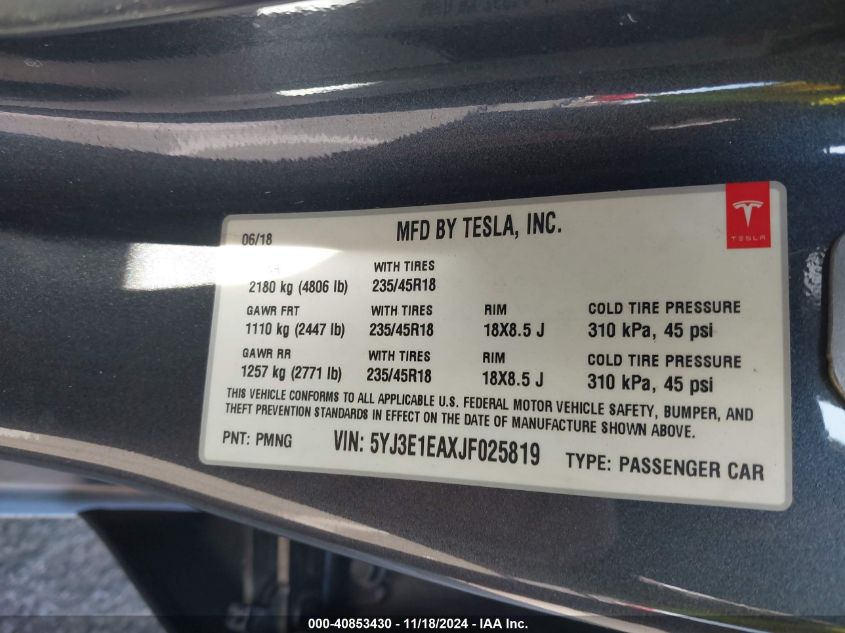 06/18 MFD BY TESLA, INC.
TESLA
WITH TIRES
2180 kg (4806 lb) 235/45R18
GAWR FRT WITH TIRES RIM COLD TIRE PRESSURE
1110 kg (2447 lb) 235/45R18 18X8.5 J 310 kPa, 45 psi
GAWR RR WITH TIRES RIM COLD TIRE PRESSURE
1257 kg (2771 lb) 235/45R18 18X8.5 J 310 kPa, 45 psi
THIS VEHICLE CONFORMS TO ALL APPLICABLE U.S. FEDERAL MOTOR VEHICLE SAFETY, BUMPER, AND
THEFT PREVENTION STANDARDS IN EFFECT ON THE DATE OF MANUFACTURE SHOWN ABOVE.
PNT: PMNG VIN: 5YJ3E1EAXJF025819 TYPE: PASSENGER CAR
000-40853430 - 11/18/2024 - IAA Inc.